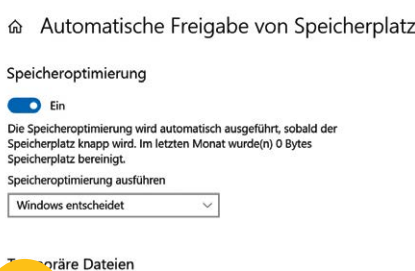 Automatische Freigabe von Speicherplatz
Speicheroptimierung
Ein
Die Speicheroptimierung wird automatisch ausgeführt, sobald der
Speicherplatz knapp wird. Im letzten Monat wurde(n) 0 Bytes
Speicherplatz bereinigt.
Speicheroptimierung ausführen
Windows entscheidet
Dateien